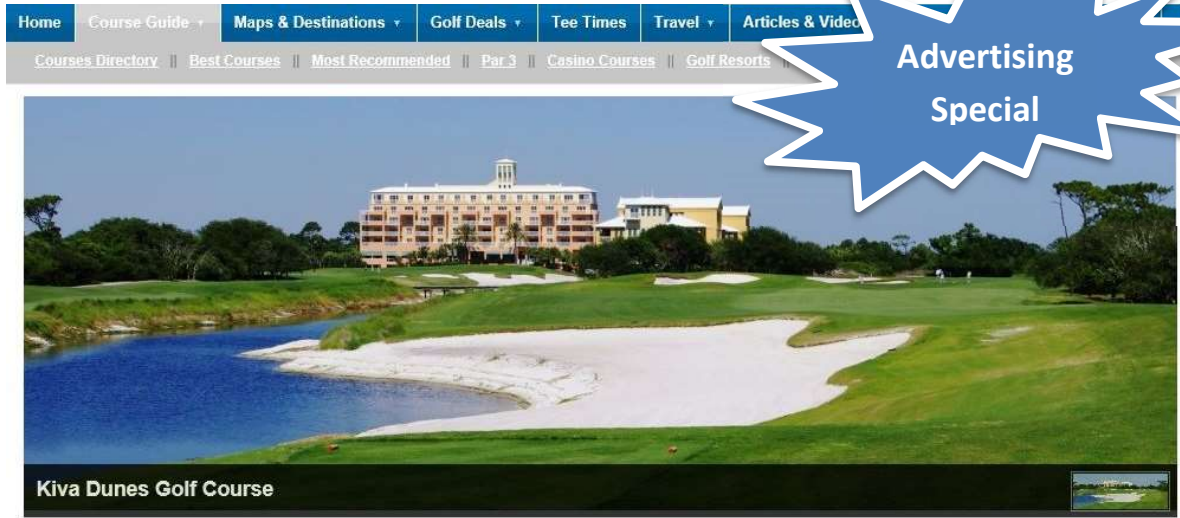 Home Course Guide Maps & Destinations Golf Deals Tee Times Travel Articles &
Courses Directory || Best Courses || Most Recommended || Par 3 || Casino Courses || Golf Resorts
Advertising
Special
Kiva Dunes Golf Course